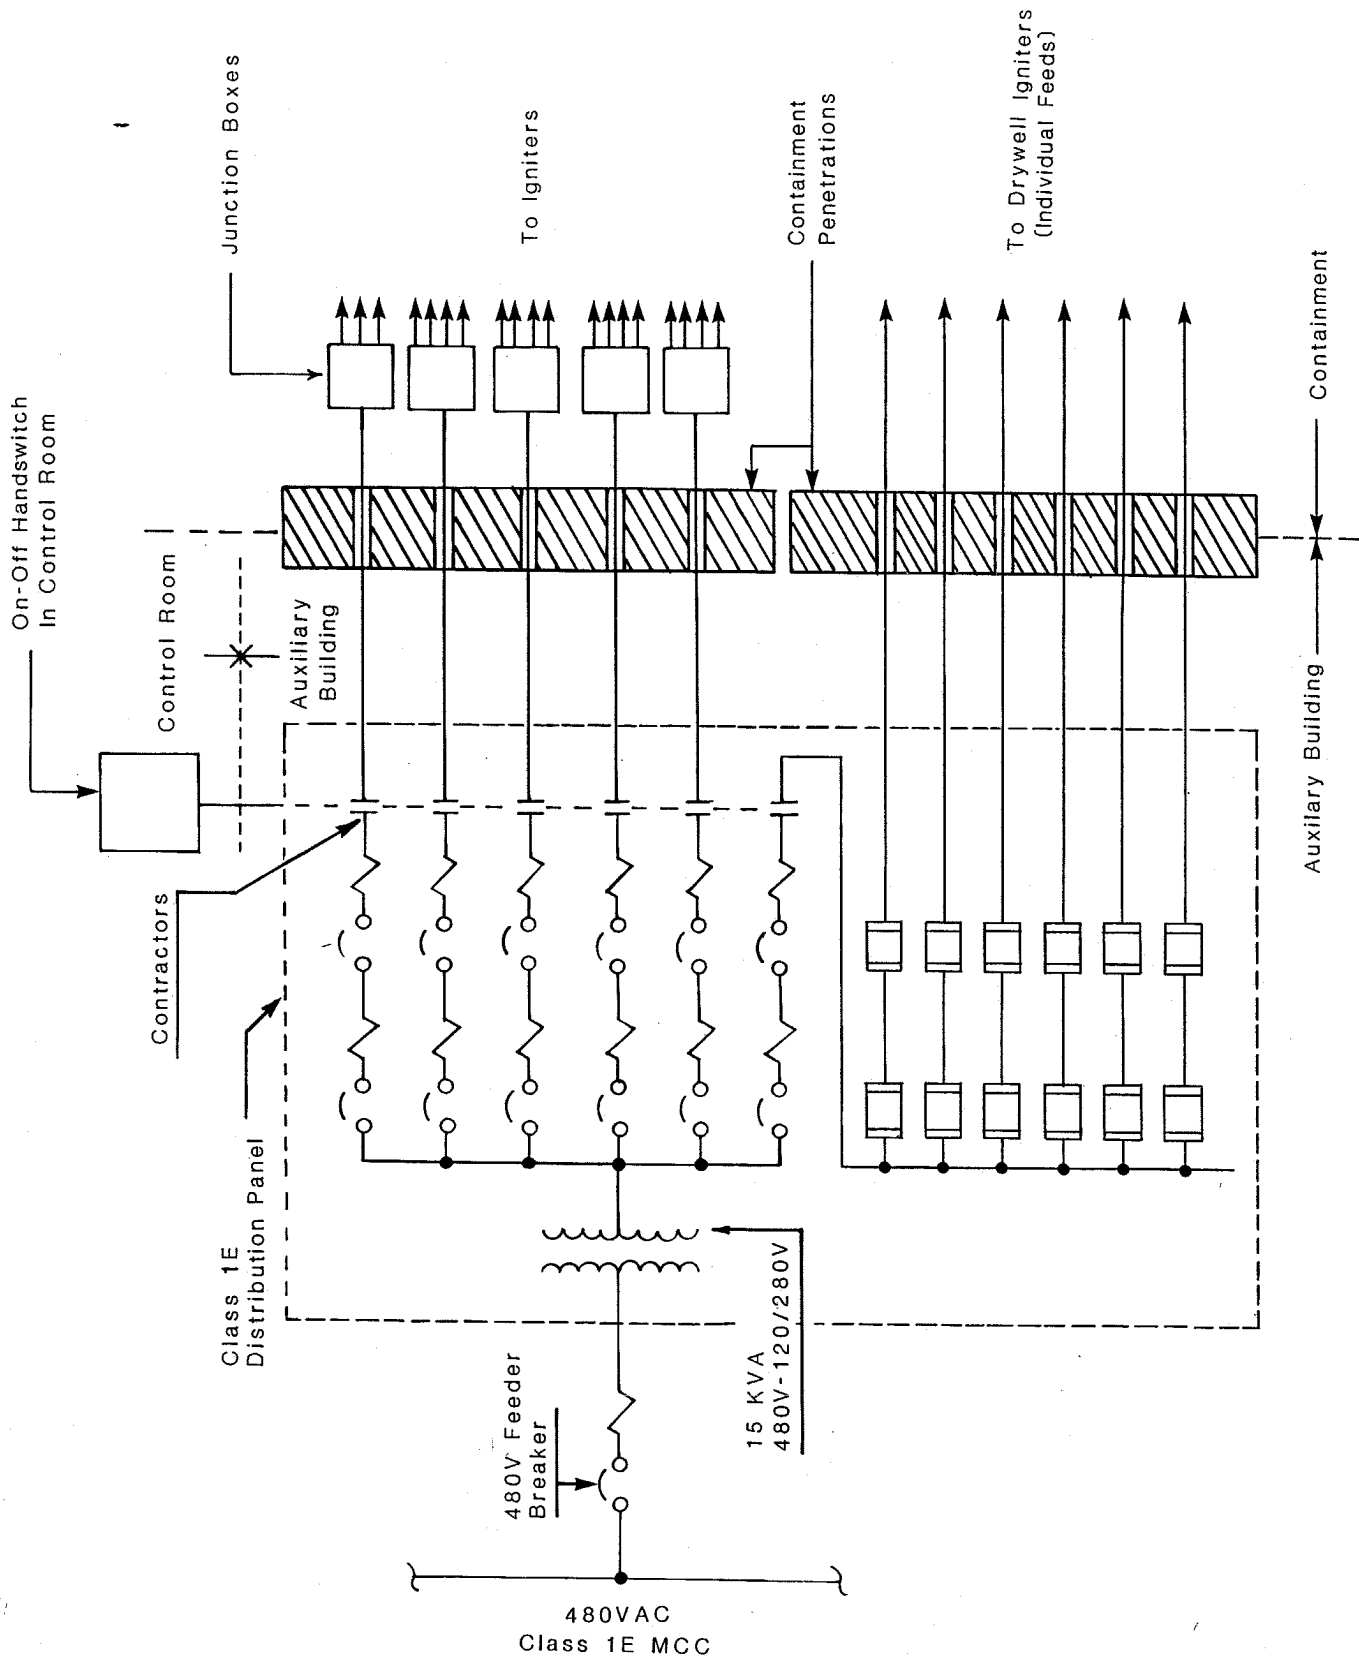 On-Off Handswitch
In Control Room
Junction Boxes
Control Room
Auxiliary
Building
To Igniters
Containment
Penetrations
To Drywell Igniters
(Individual Feeds)
Containment
Auxilary Building
Contractors
Class 1E
Distribution Panel
480V Feeder
Breaker
15 KVA
480V-120/280V
480VAC
Class 1E MCC